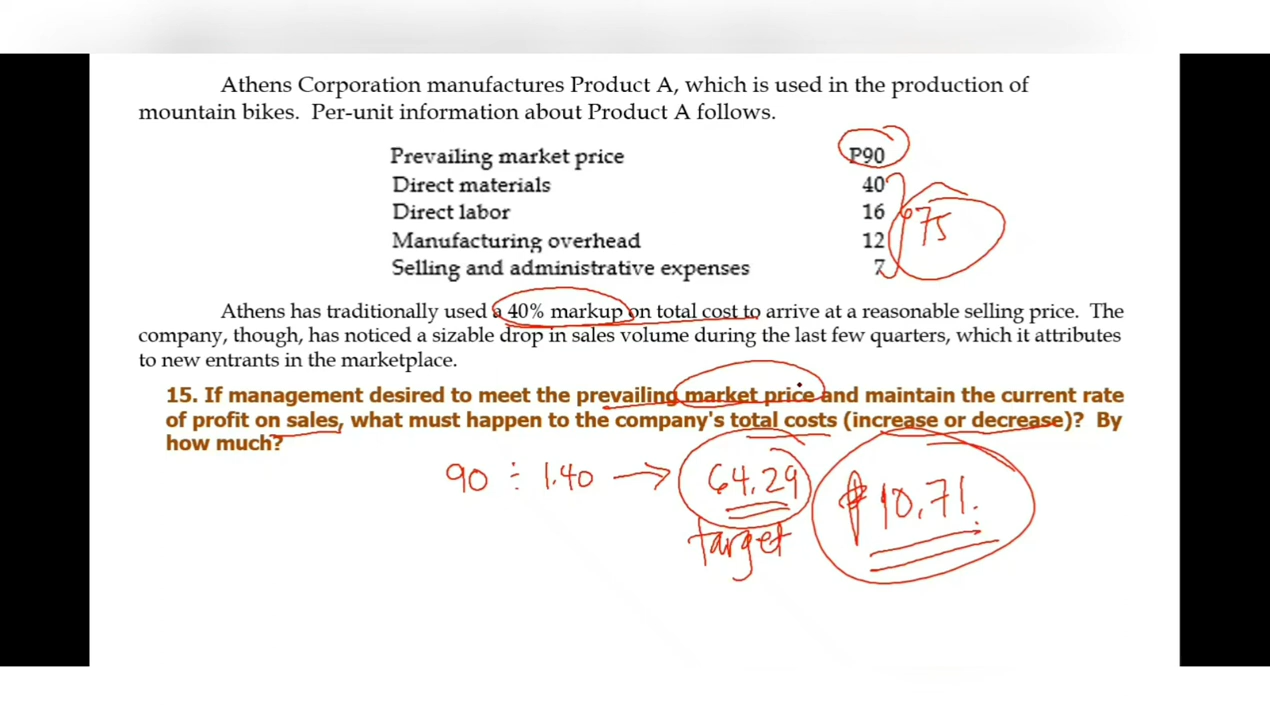 Athens Corporation manufactures Product A, which is used in the production of
mountain bikes. Per-unit information about Product A follows.
Prevailing market price P90
Direct materials 40
Direct labor 16
Manufacturing overhead 12
Selling and administrative expenses 7
75
Athens has traditionally used a 40% markup on total cost to arrive at a reasonable selling price. The
company, though, has noticed a sizable drop in sales volume during the last few quarters, which it attributes
to new entrants in the marketplace.
15. If management desired to meet the prevailing market price and maintain the current rate
of profit on sales, what must happen to the company's total costs (increase or decrease)? By
how much?
90 ÷ 1.40 → 64.29 ₱10.71.
target